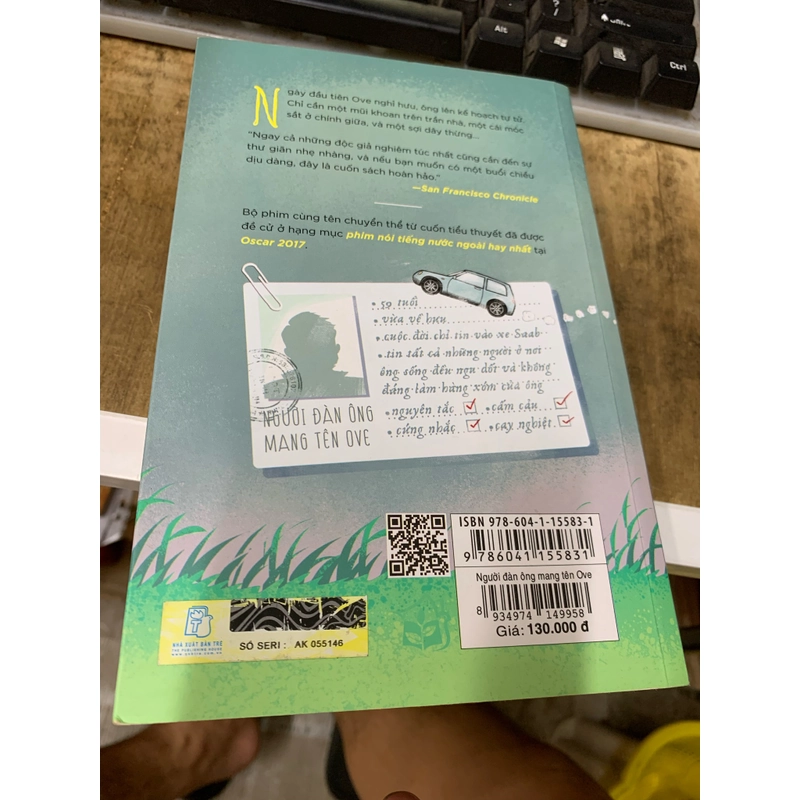 Alt
Ctrl
Ngày đầu tiên Ove nghỉ hưu, ông lên kế hoạch tự tử.
Chỉ cần một mũi khoan trên trần nhà, một cái móc
sắt ở chính giữa, và một sợi dây thừng...
“Ngay cả những độc giả nghiêm túc nhất cũng cần đến sự
thư giãn nhẹ nhàng, và nếu bạn muốn có một buổi chiều
dịu dàng, đây là cuốn sách hoàn hảo.”
—San Francisco Chronicle
Bộ phim cùng tên chuyển thể từ cuốn tiểu thuyết đã được
đề cử ở hạng mục phim nói tiếng nước ngoài hay nhất tại
Oscar 2017.
• 59 tuổi
• vừa về hưu
• cuộc đời chỉ tin vào xe Saab
• tin tất cả những người ở nơi
ông sống đều ngu dốt và không
đáng làm hàng xóm của ông
• nguyên tắc • cấm cảu
• cứng nhắc • cay nghiệt
NGƯỜI ĐÀN ÔNG
MANG TÊN OVE
ISBN 978-604-1-15583-1
9 786041 155831
Người đàn ông mang tên Ove
8 934974 149958
Giá: 130.000 đ
NHÀ XUẤT BẢN TRẺ
TRE PUBLISHING HOUSE
SỐ SERI : AK 055146